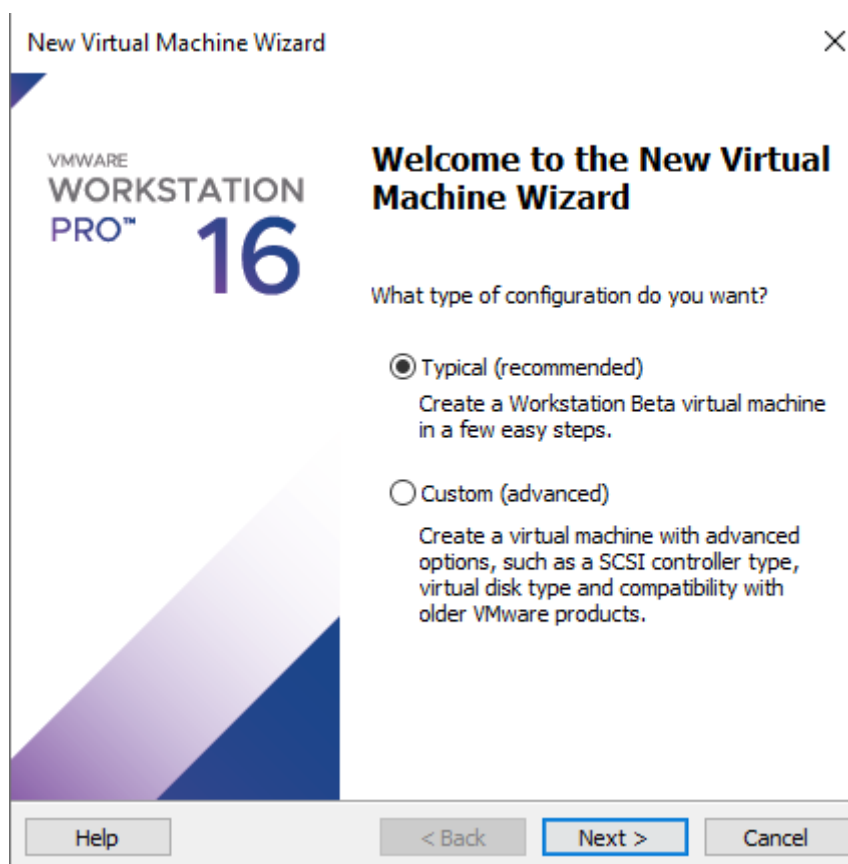 New Virtual Machine Wizard
VMWARE
WORKSTATION
PRO™ 16
Welcome to the New Virtual
Machine Wizard
What type of configuration do you want?
Typical (recommended)
Create a Workstation Beta virtual machine
in a few easy steps.
Custom (advanced)
Create a virtual machine with advanced
options, such as a SCSI controller type,
virtual disk type and compatibility with
older VMware products.
Help < Back Next > Cancel